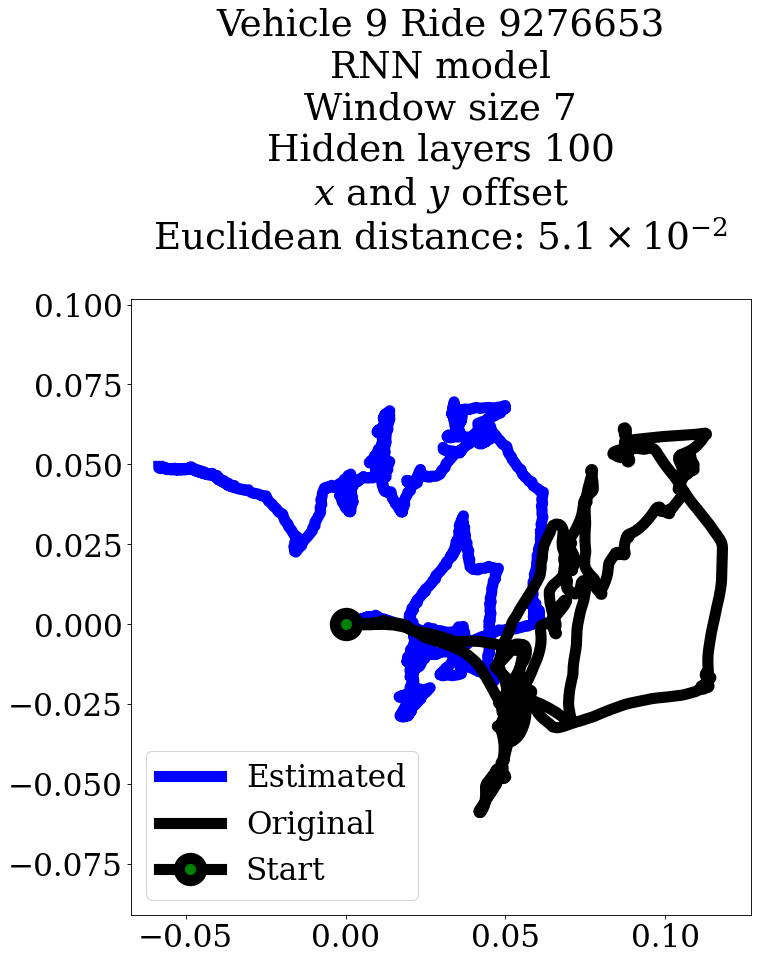 Vehicle 9 Ride 9276653
RNN model
Window size 7
Hidden layers 100
x and y offset
Euclidean distance: 5.1 × 10⁻²
0.100
0.075
0.050
0.025
0.000
−0.025
−0.050
−0.075
Estimated
Original
Start
−0.05 0.00 0.05 0.10